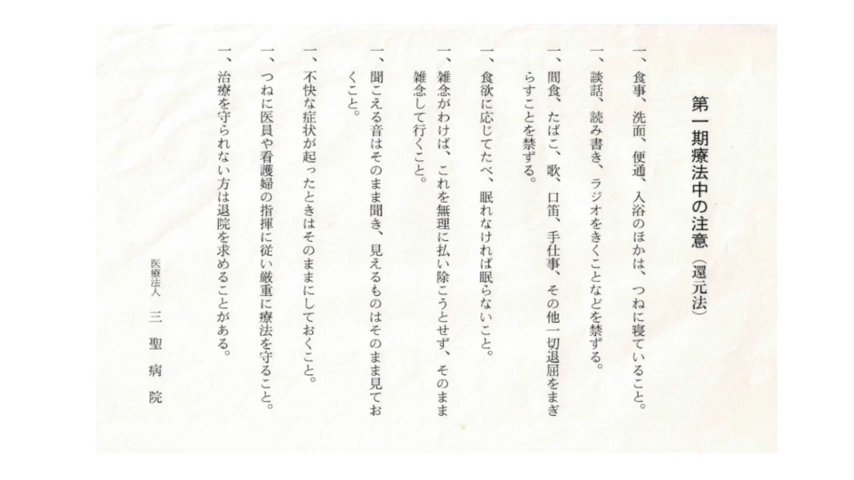 第一期療法中の注意（還元法）
一、食事、洗面、便通、入浴のほかは、つねに寝ていること。
一、談話、読み書き、ラジオをきくことなどを禁ずる。
一、間食、たばこ、歌、口笛、手仕事、その他一切退屈をまぎ
らすことを禁ずる。
一、食欲に応じてたべ、眠れなければ眠らないこと。
一、雑念がわけば、これを無理に払い除こうとせず、そのまま
雑念して行くこと。
一、聞こえる音はそのまま聞き、見えるものはそのまま見てお
くこと。
一、不快な症状が起ったときはそのままにしておくこと。
一、つねに医員や看護婦の指揮に従い厳重に療法を守ること。
一、治療を守られない方は退院を求めることがある。
医療法人 三聖病院